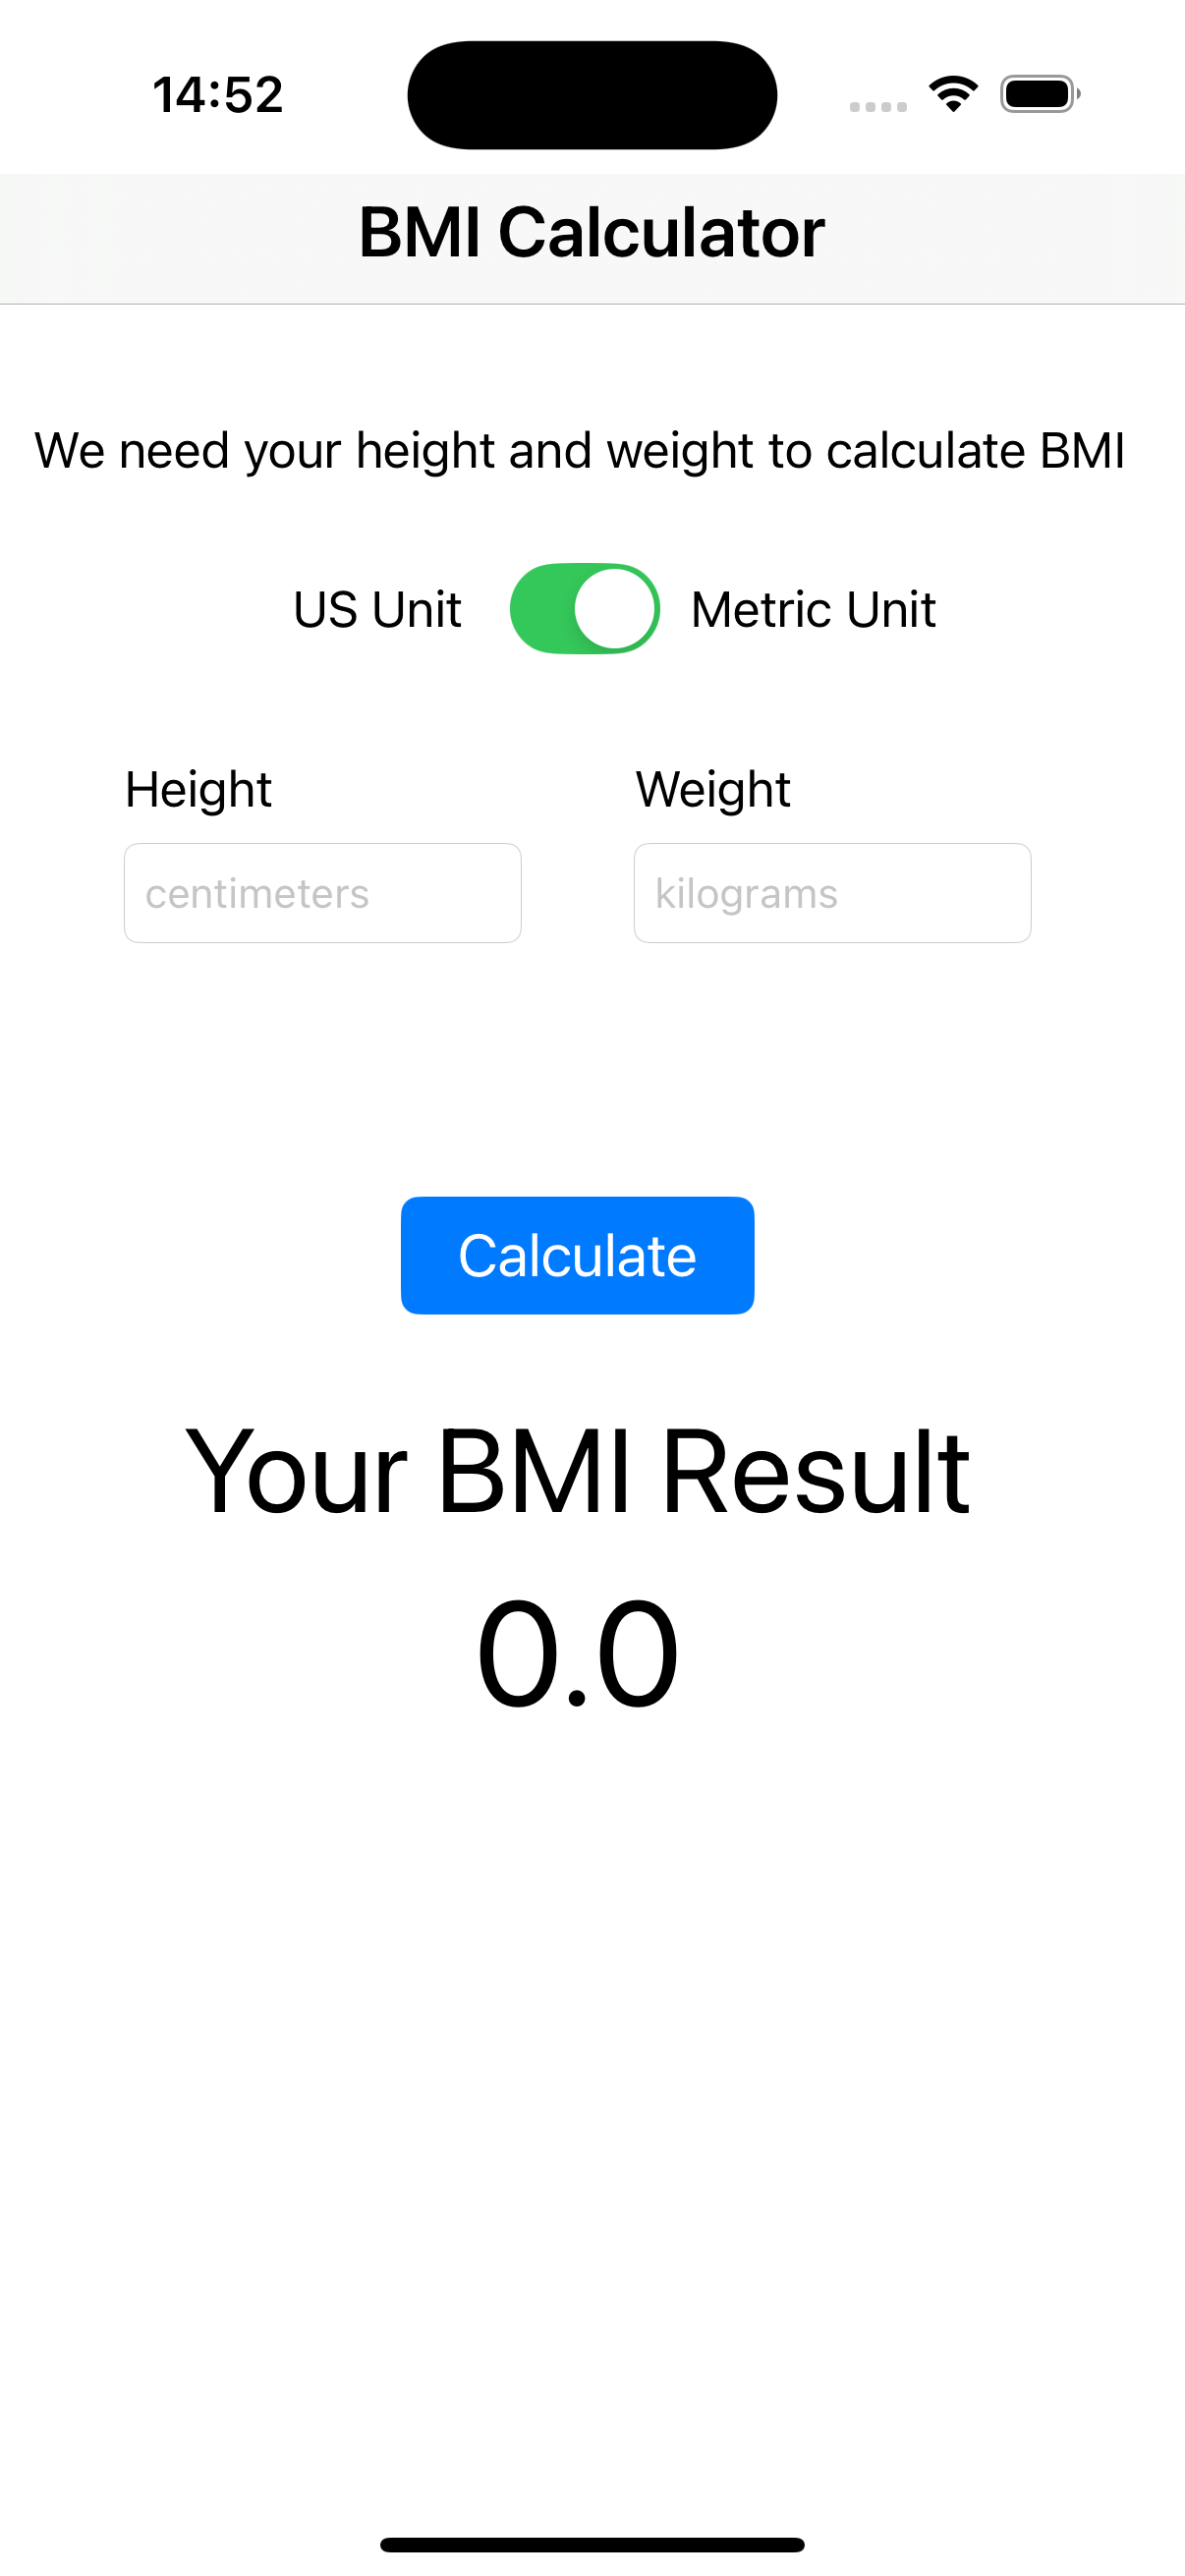 14:52
BMI Calculator
We need your height and weight to calculate BMI
US Unit Metric Unit
Height Weight
centimeters kilograms
Calculate
Your BMI Result
0.0